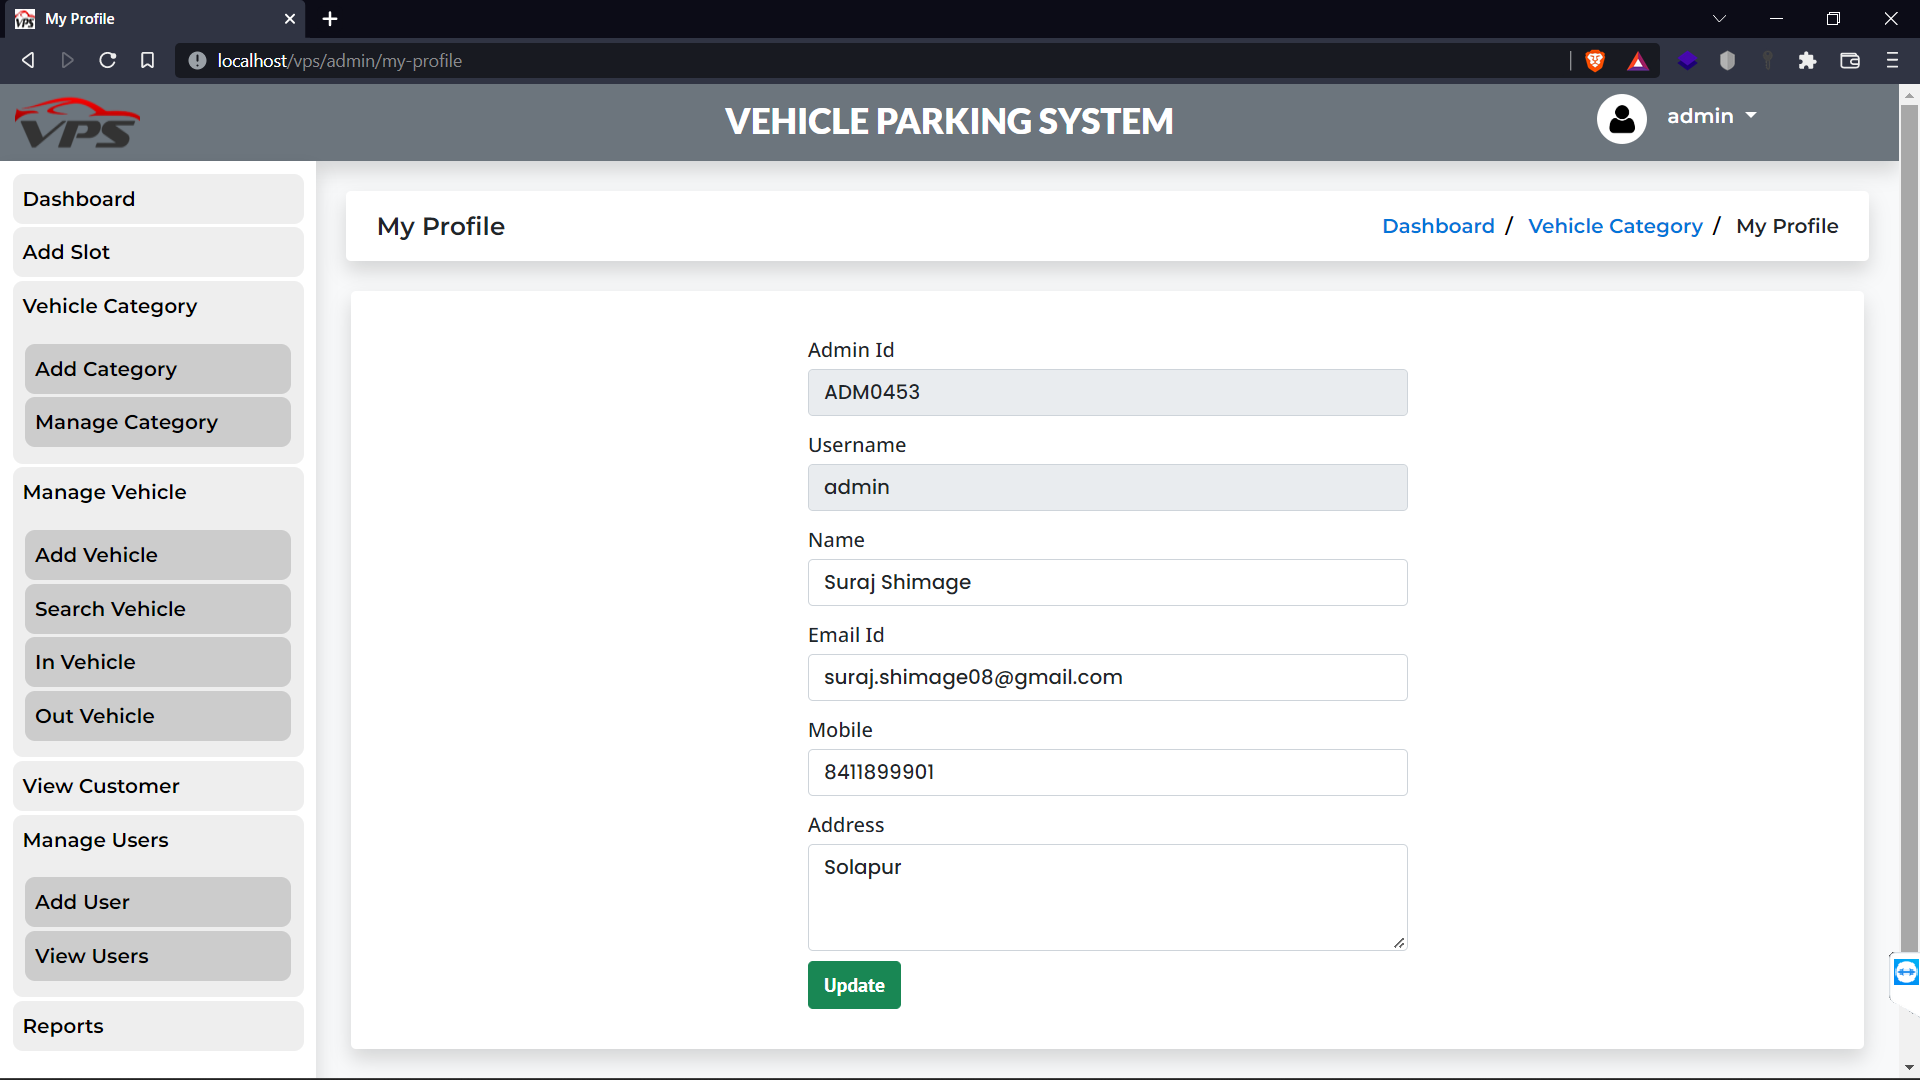 VPS My Profile
localhost/vps/admin/my-profile
VPS
VEHICLE PARKING SYSTEM
admin
Dashboard
Add Slot
Vehicle Category
Add Category
Manage Category
Manage Vehicle
Add Vehicle
Search Vehicle
In Vehicle
Out Vehicle
View Customer
Manage Users
Add User
View Users
Reports
My Profile
Dashboard / Vehicle Category / My Profile
Admin Id
ADM0453
Username
admin
Name
Suraj Shimage
Email Id
suraj.shimage08@gmail.com
Mobile
8411899901
Address
Solapur
Update